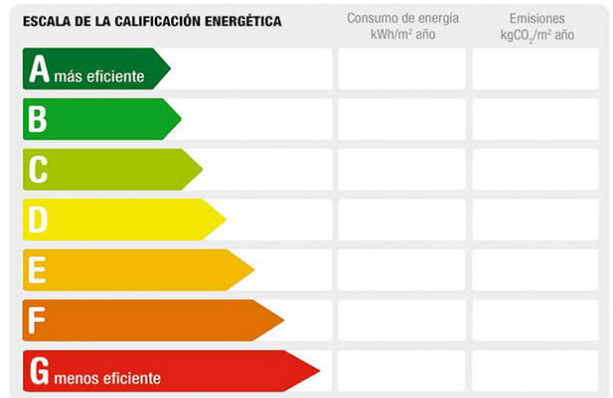 ESCALA DE LA CALIFICACIÓN ENERGÉTICA
Consumo de energía
kWh/m² año
Emisiones
kgCO₂/m² año
A más eficiente
B
C
D
E
F
G menos eficiente